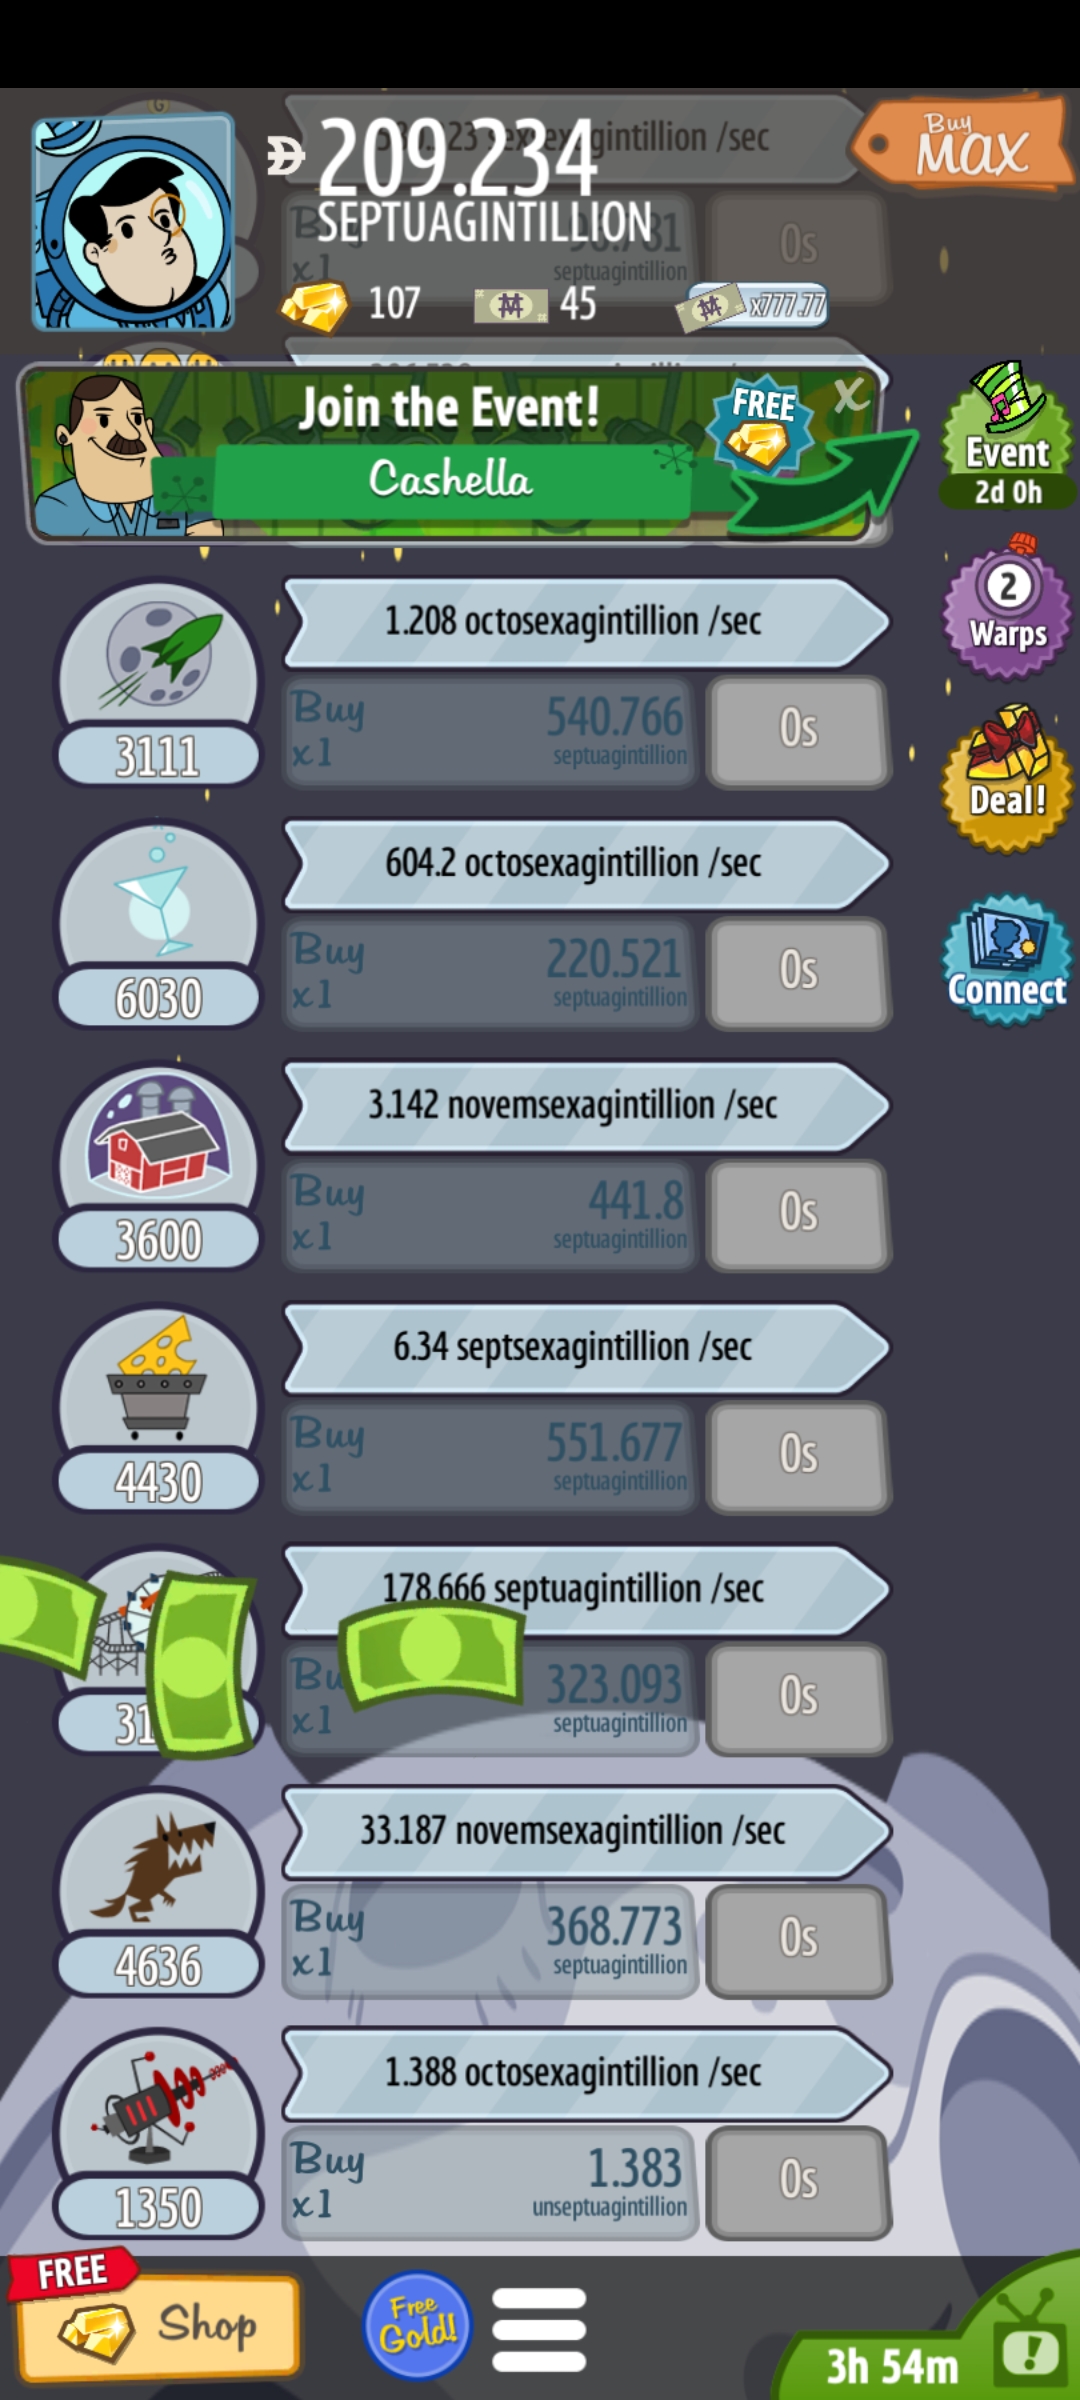 209.234
SEPTUAGINTILLION
Buy
MAX
107
45
x777.77
Buy
x1
septuagintillion
0s
Join the Event!
FREE
X
Cashella
Event
2d 0h
1.208 octosexagintillion /sec
Buy
x1
540.766
septuagintillion
0s
3111
2
Warps
604.2 octosexagintillion /sec
Buy
x1
220.521
septuagintillion
0s
6030
Deal!
Connect
3.142 novemsexagintillion /sec
Buy
x1
441.8
septuagintillion
0s
3600
6.34 septsexagintillion /sec
Buy
x1
551.677
septuagintillion
0s
4430
178.666 septuagintillion /sec
x1
323.093
septuagintillion
0s
33.187 novemsexagintillion /sec
Buy
x1
368.773
septuagintillion
0s
4636
1.388 octosexagintillion /sec
Buy
x1
1.383
unseptuagintillion
0s
1350
FREE
Shop
Free
Gold!
3h 54m
!